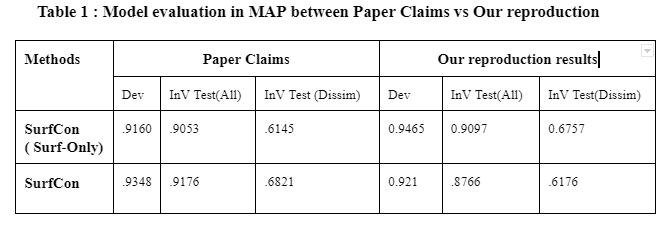 Table 1 : Model evaluation in MAP between Paper Claims vs Our reproduction
Methods Paper Claims Our reproduction results
Dev InV Test(All) InV Test (Dissim) Dev InV Test(All) InV Test(Dissim)
SurfCon .9160 .9053 .6145 0.9465 0.9097 0.6757
( Surf-Only)
SurfCon .9348 .9176 .6821 0.921 .8766 .6176